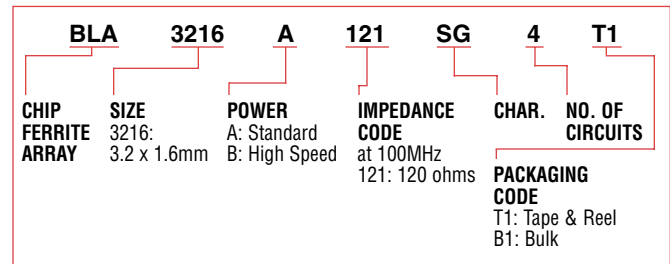 BLA 3216 A 121 SG 4 T1
CHIP
FERRITE
ARRAY
SIZE
3216:
3.2 x 1.6mm
POWER
A: Standard
B: High Speed
IMPEDANCE
CODE
at 100MHz
121: 120 ohms
CHAR.
NO. OF
CIRCUITS
PACKAGING
CODE
T1: Tape & Reel
B1: Bulk